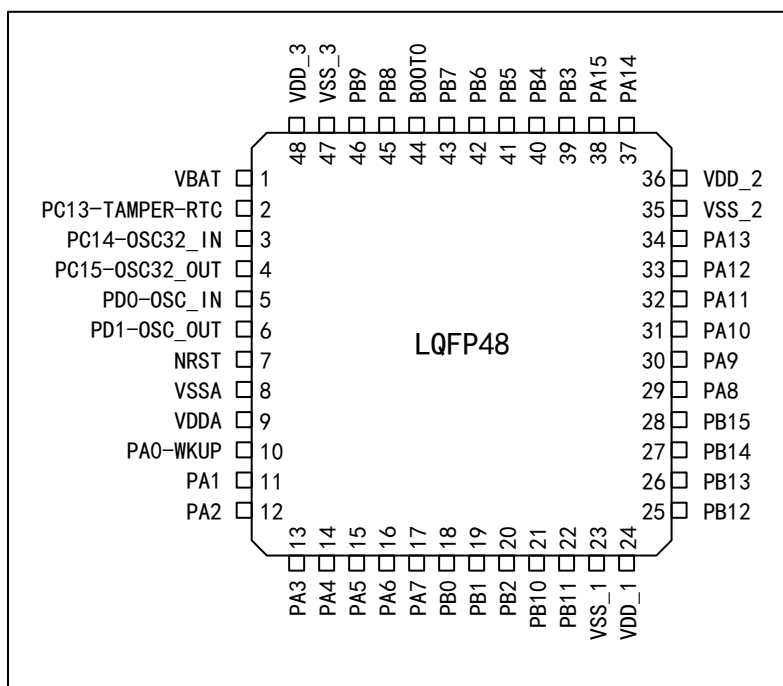 VDD_3
VSS_3
PB9
PB8
BOOT0
PB7
PB6
PB5
PB4
PB3
PA15
PA14
48
47
46
45
44
43
42
41
40
39
38
37
VBAT 1
36 VDD_2
PC13-TAMPER-RTC 2
35 VSS_2
PC14-OSC32_IN 3
34 PA13
PC15-OSC32_OUT 4
33 PA12
PD0-OSC_IN 5
32 PA11
PD1-OSC_OUT 6
31 PA10
NRST 7
LQFP48
30 PA9
VSSA 8
29 PA8
VDDA 9
28 PB15
PA0-WKUP 10
27 PB14
PA1 11
26 PB13
PA2 12
25 PB12
13
14
15
16
17
18
19
20
21
22
23
24
PA3
PA4
PA5
PA6
PA7
PB0
PB1
PB2
PB10
PB11
VSS_1
VDD_1